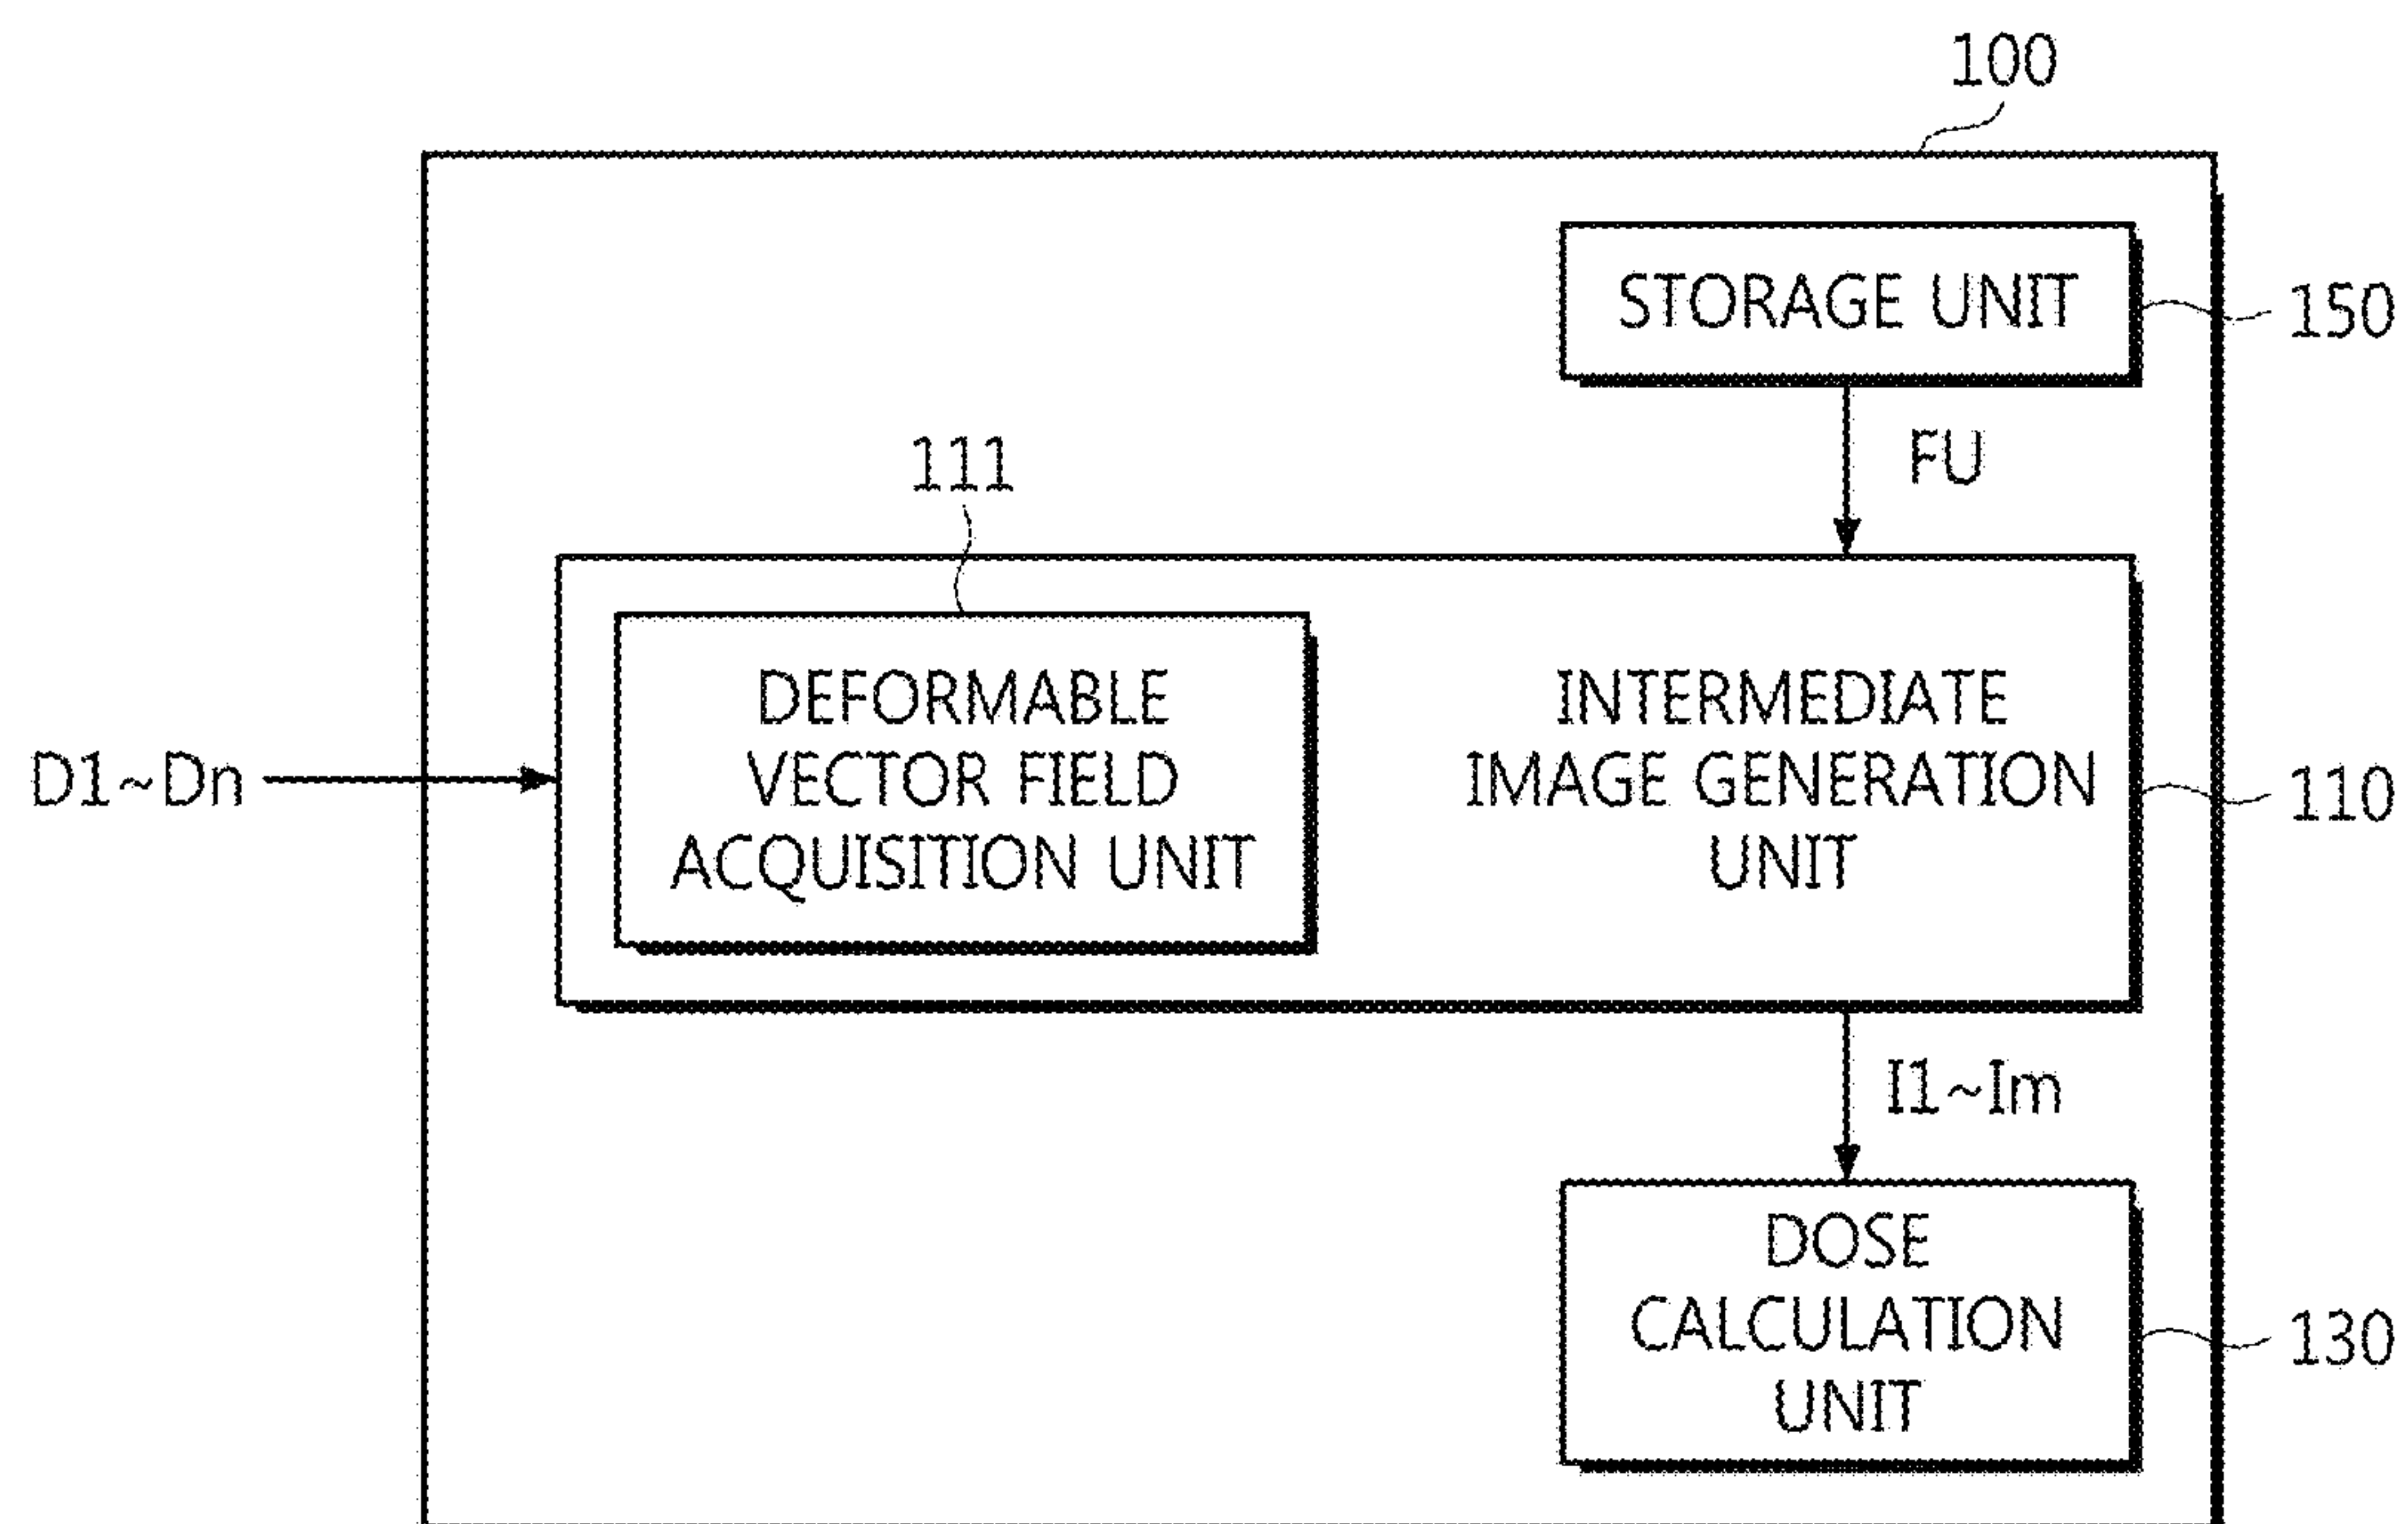 100
STORAGE UNIT
150
FU
111
DEFORMABLE
VECTOR FIELD
ACQUISITION UNIT
INTERMEDIATE
IMAGE GENERATION
UNIT
D1~Dn
110
I1~Im
DOSE
CALCULATION
UNIT
130